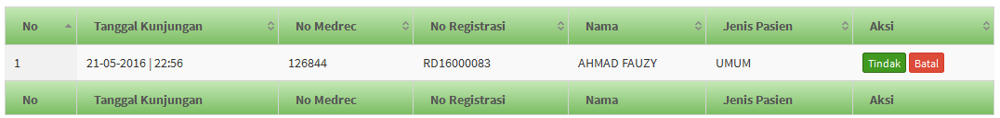 No Tanggal Kunjungan No Medrec No Registrasi Nama Jenis Pasien Aksi
1 21-05-2016 | 22:56 126844 RD16000083 AHMAD FAUZY UMUM Tindak Batal
No Tanggal Kunjungan No Medrec No Registrasi Nama Jenis Pasien Aksi